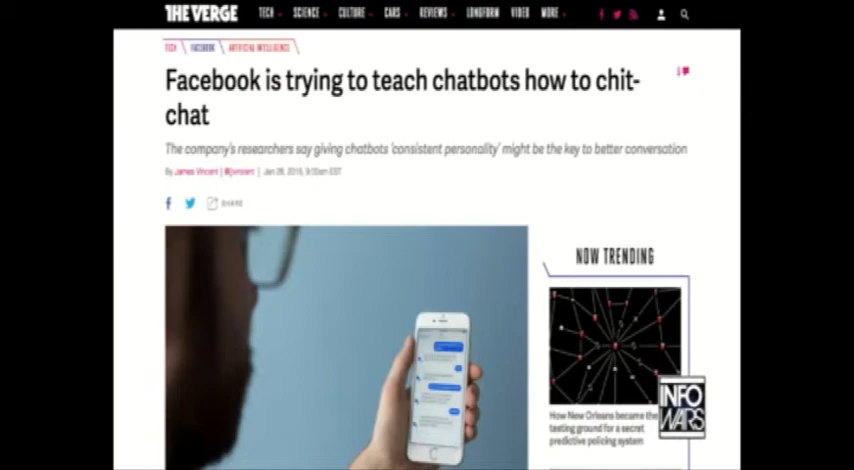 THE VERGE TECH SCIENCE CULTURE CARS REVIEWS LONGFORM VIDEO MORE
TECH FACEBOOK ARTIFICIAL INTELLIGENCE
Facebook is trying to teach chatbots how to chit-
chat
The company's researchers say giving chatbots 'consistent personality' might be the key to better conversation
By James Vincent | @jjvincent |
SHARE
NOW TRENDING
How New Orleans became the
testing ground for a secret
predictive policing system
INFO
WARS